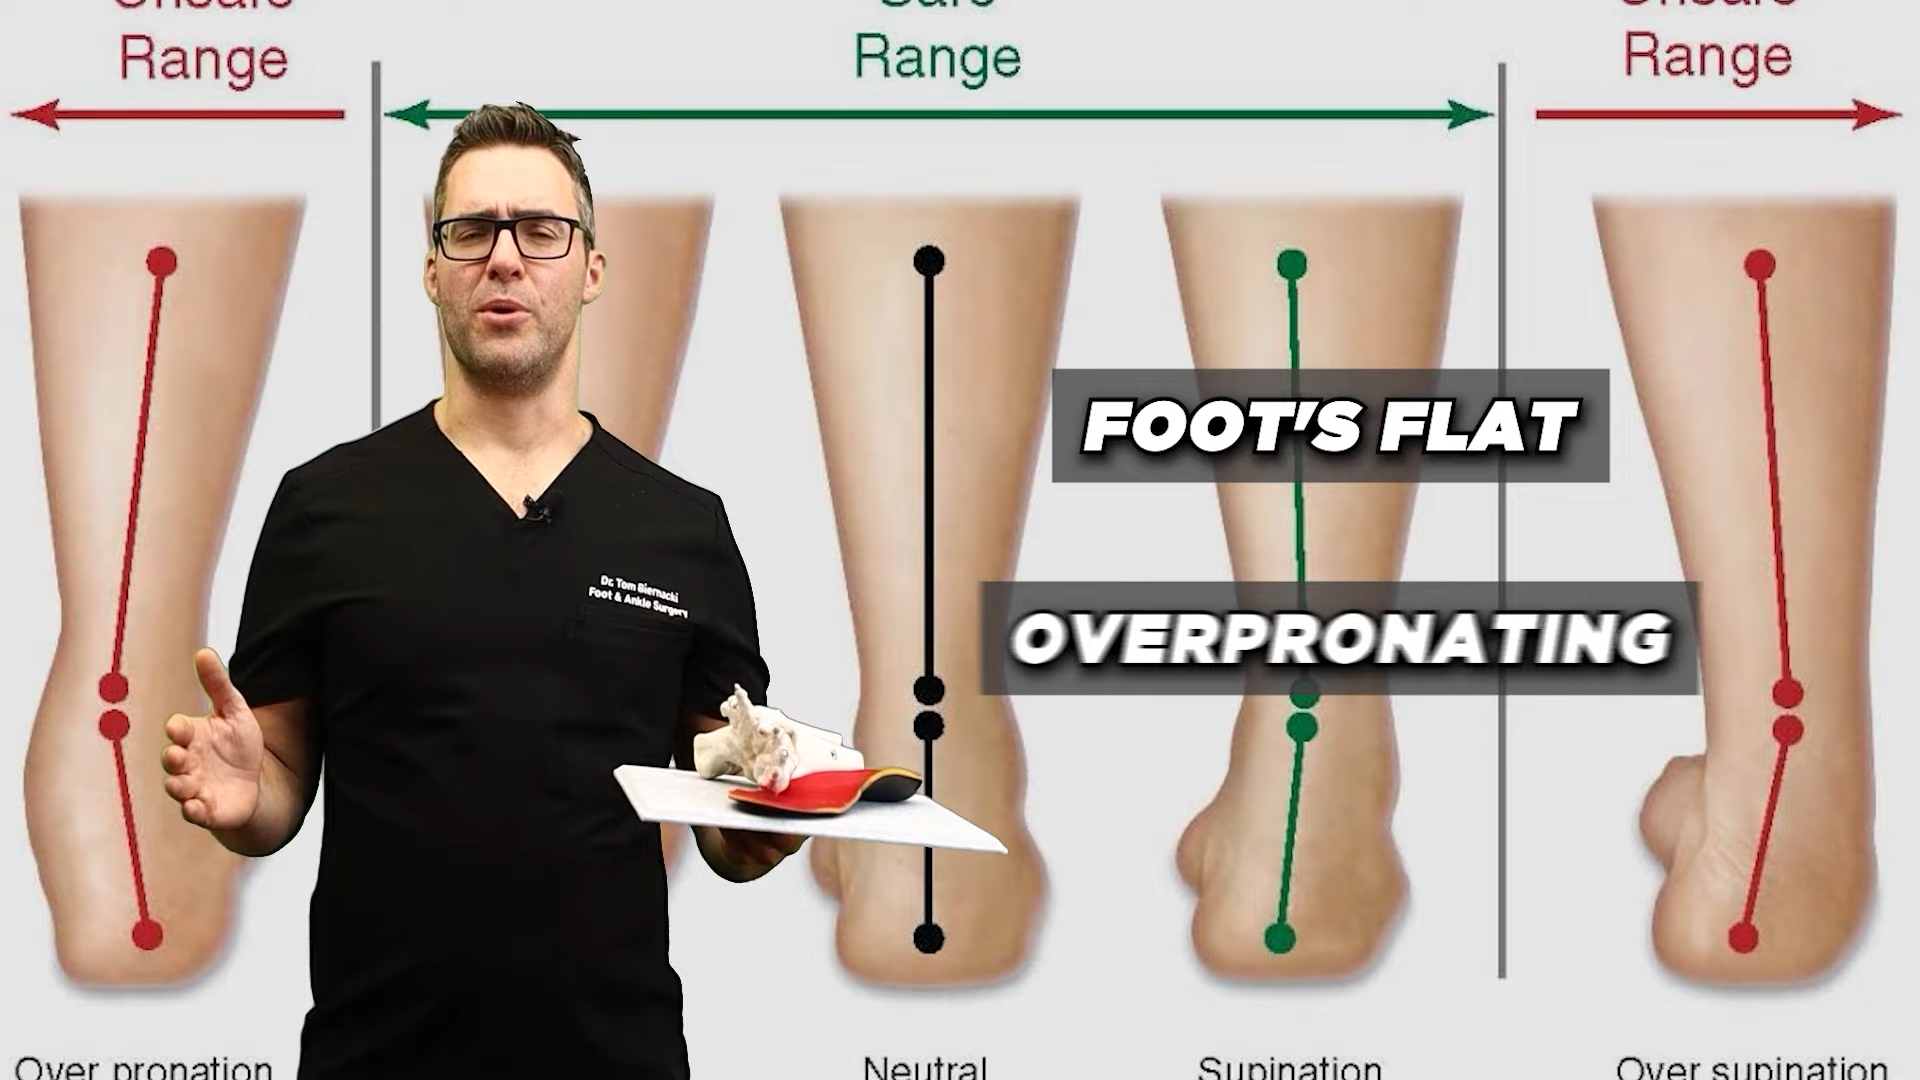 Range
Range
Range
FOOT'S FLAT
OVERPRONATING
Dr. Tom Biernacki
Foot & Ankle Surgery
Over pronation
Neutral
Supination
Over supination